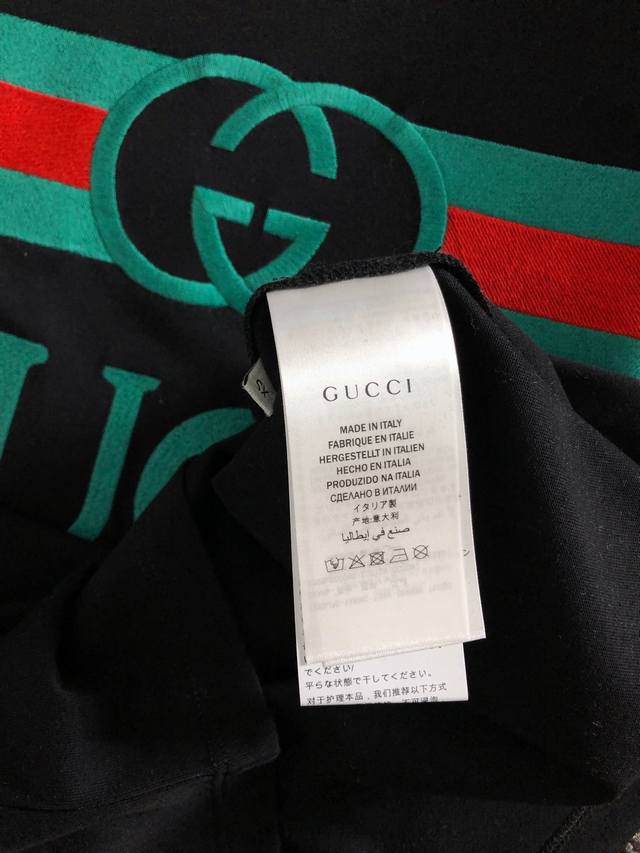 XS
GUCCI
MADE IN ITALY
FABRIQUE EN ITALIE
HERGESTELLT IN ITALIEN
HECHO EN ITALIA
PRODUZIDO NA ITALIA
СДЕЛАНО В ИТАЛИИ
イタリア製
产地:意大利
صنع في إيطاليا
でください/
平らな状態で干してください。
对于护理本品，我们推荐以下方式